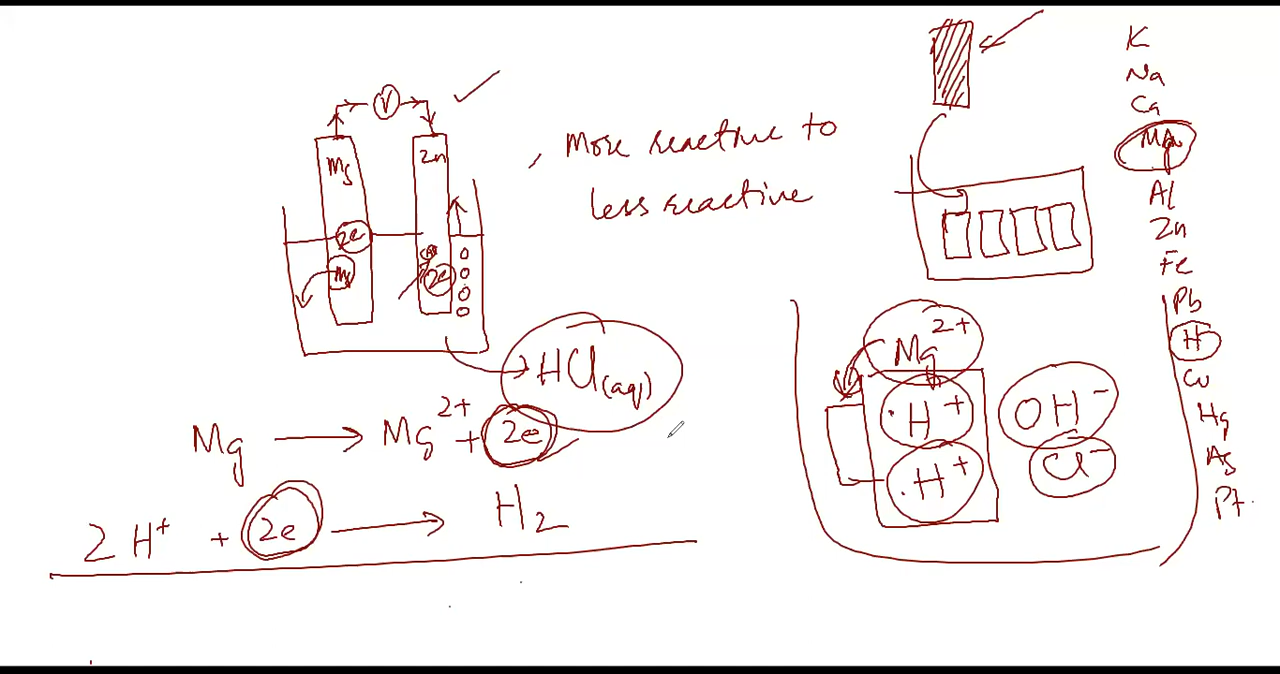 V
Mg
Zn
2e
Mg
2e
, More reactive to
less reactive
HCl(aq)
Mg → Mg²⁺ + 2e
2 H⁺ + 2e → H₂
Mg²⁺
·H⁺
OH⁻
·H⁺
Cl⁻
K
Na
Ca
Mg
Al
Zn
Fe
Pb
H
Cu
Hg
Ag
Pt.